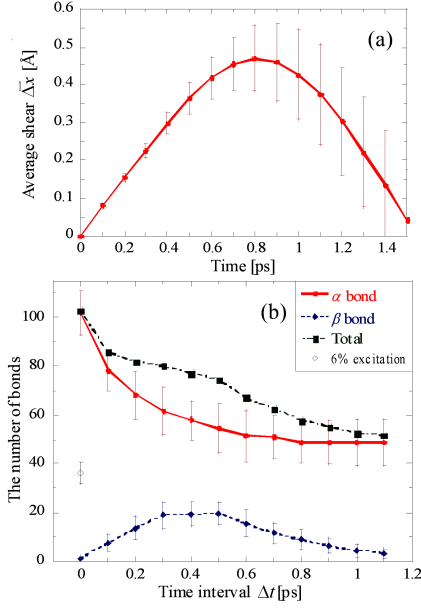 0.6
0.5
0.4
0.3
0.2
0.1
0
Average shear Δx̄ [Å]
(a)
0 0.2 0.4 0.6 0.8 1 1.2 1.4
Time [ps]
(b)
α bond
β bond
Total
6% excitation
100
80
60
40
20
0
The number of bonds
0 0.2 0.4 0.6 0.8 1 1.2
Time interval Δt [ps]